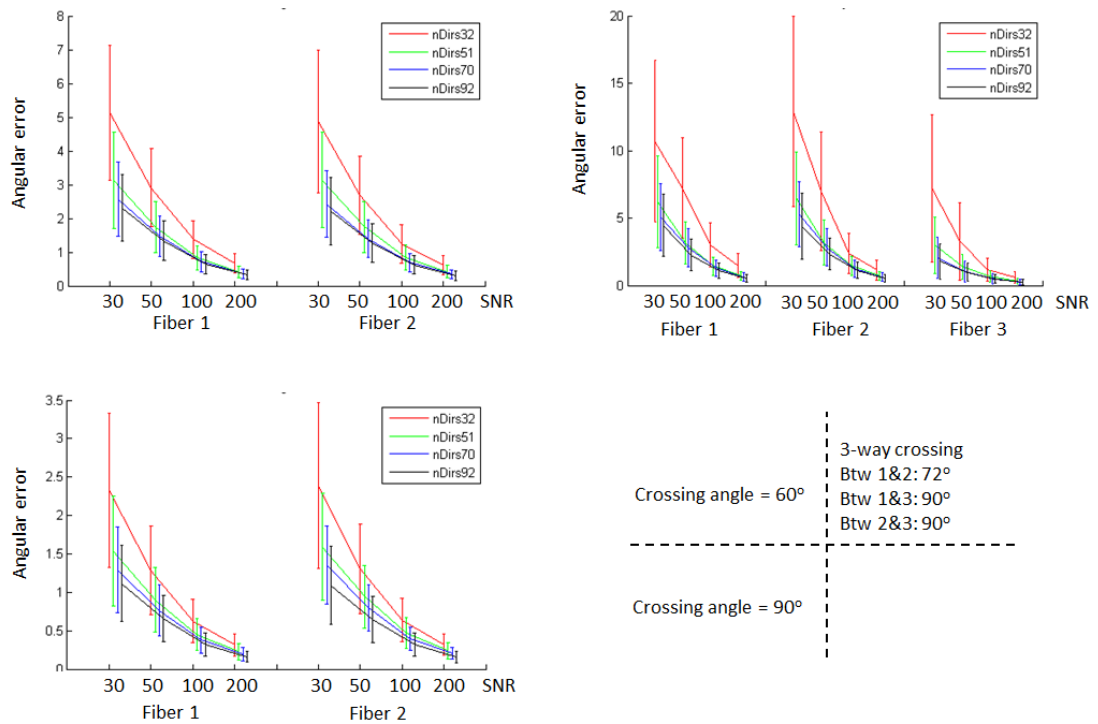 Angular error
8
7
6
5
4
3
2
1
0
nDirs32
nDirs51
nDirs70
nDirs92
30 50 100 200 30 50 100 200 SNR
Fiber 1 Fiber 2
Angular error
20
15
10
5
0
nDirs32
nDirs51
nDirs70
nDirs92
30 50 100 200 30 50 100 200 30 50 100 200 SNR
Fiber 1 Fiber 2 Fiber 3
Angular error
3.5
3
2.5
2
1.5
1
0.5
0
nDirs32
nDirs51
nDirs70
nDirs92
30 50 100 200 30 50 100 200 SNR
Fiber 1 Fiber 2
Crossing angle = 60°
3-way crossing
Btw 1&2: 72°
Btw 1&3: 90°
Btw 2&3: 90°
Crossing angle = 90°